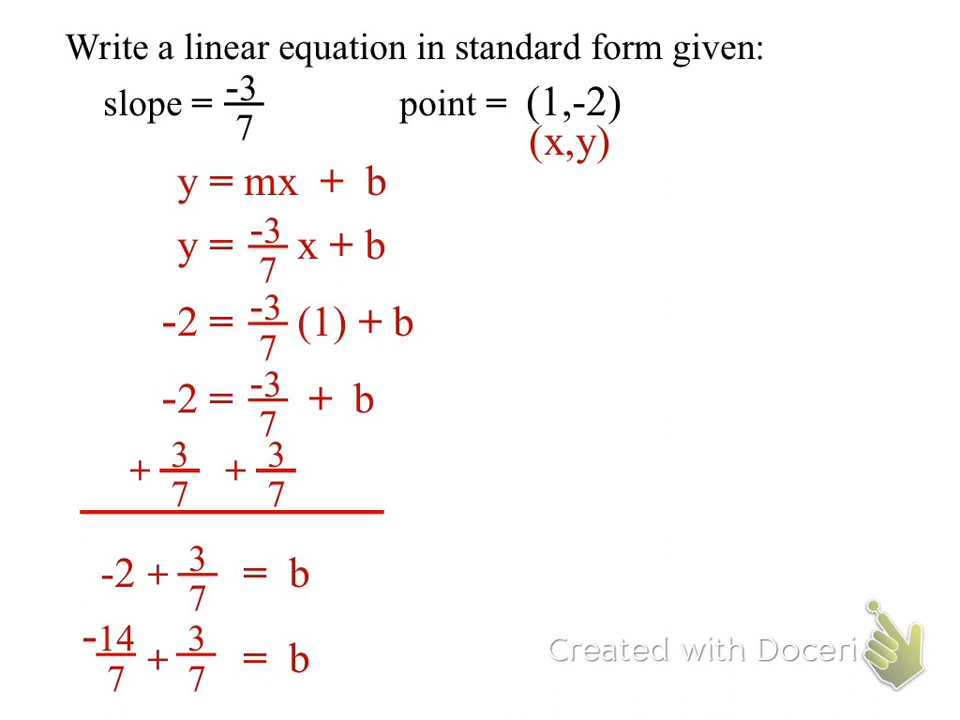 Write a linear equation in standard form given:
slope = -3/7 point = (1,-2)
(x,y)
y = mx + b
y = -3/7 x + b
-2 = -3/7 (1) + b
-2 = -3/7 + b
+ 3/7 + 3/7
-2 + 3/7 = b
-14/7 + 3/7 = b
Created with Doceri